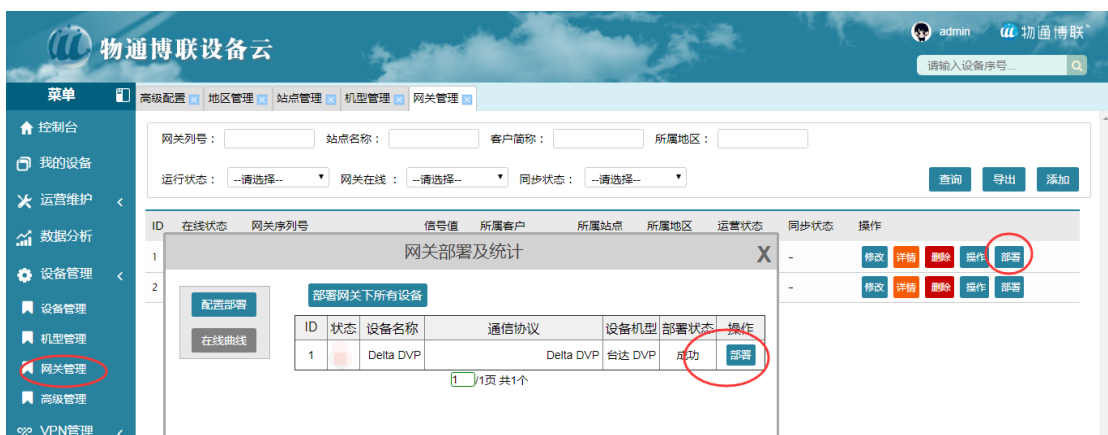 物通博联设备云
admin
物通博联
请输入设备序号...
菜单
高级配置 地区管理 站点管理 机型管理 网关管理
控制台
我的设备
运营维护
数据分析
设备管理
设备管理
机型管理
网关管理
高级管理
VPN管理
网关列号：
站点名称：
客户简称：
所属地区：
运行状态： --请选择--
网关在线 ： --请选择--
同步状态： --请选择--
查询 导出 添加
ID 在线状态 网关序列号 信号值 所属客户 所属站点 所属地区 运营状态 同步状态 操作
1 - 修改 详情 删除 操作 部署
2 - 修改 详情 删除 操作 部署
网关部署及统计 X
配置部署
在线曲线
部署网关下所有设备
ID 状态 设备名称 通信协议 设备机型 部署状态 操作
1 Delta DVP Delta DVP 台达 DVP 成功 部署
1 /1页 共1个